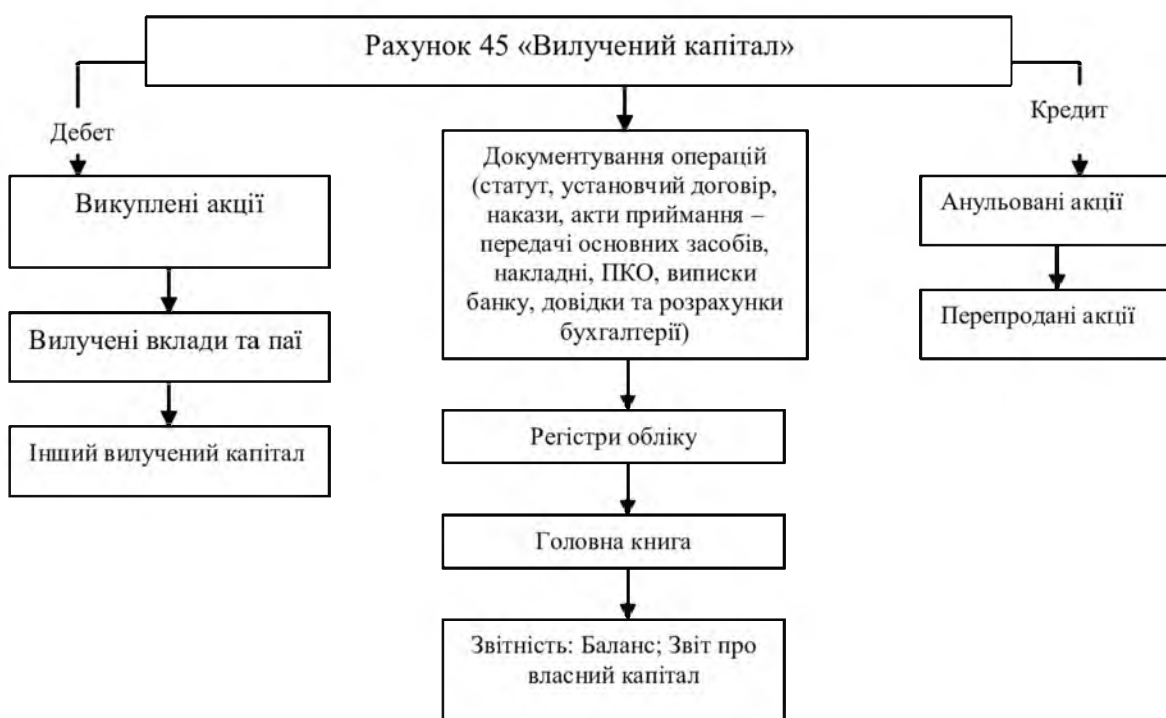 Рахунок 45 «Вилучений капітал»
Дебет
Викуплені акції
Вилучені вклади та паї
Інший вилучений капітал
Документування операцій
(статут, установчий договір,
накази, акти приймання –
передачі основних засобів,
накладні, ПКО, виписки
банку, довідки та розрахунки
бухгалтерії)
Регістри обліку
Головна книга
Звітність: Баланс; Звіт про
власний капітал
Кредит
Анульовані акції
Перепродані акції